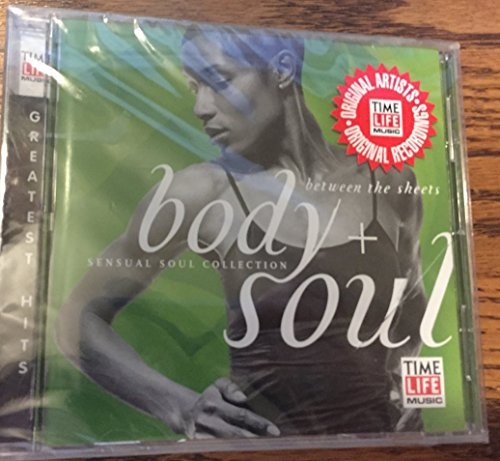 TIME
LIFE
MUSIC
GREATEST HITS
ORIGINAL ARTISTS •
ORIGINAL RECORDINGS •
TIME
LIFE
MUSIC
between the sheets
body +
SENSUAL SOUL COLLECTION
soul
TIME
LIFE
MUSIC